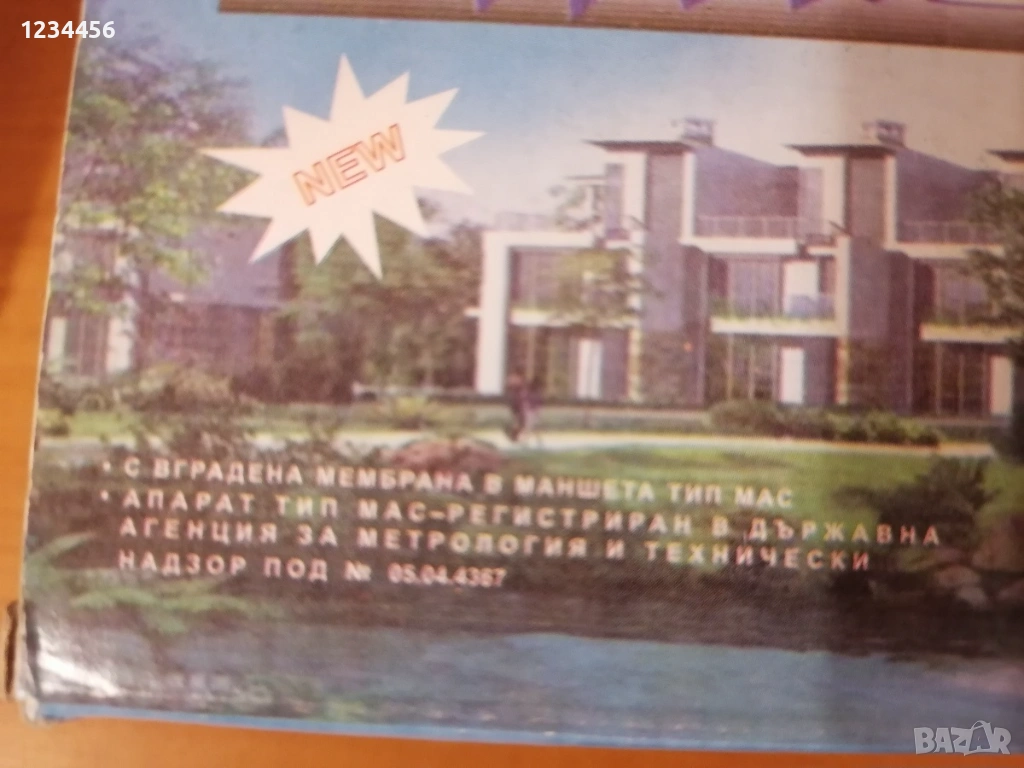 1234456
NEW
• С ВГРАДЕНА МЕМБРАНА В МАНШЕТА ТИП МАС
• АПАРАТ ТИП МАС–РЕГИСТРИРАН В ДЪРЖАВНА
АГЕНЦИЯ ЗА МЕТРОЛОГИЯ И ТЕХНИЧЕСКИ
НАДЗОР ПОД № 05.04.4367
BAZAR